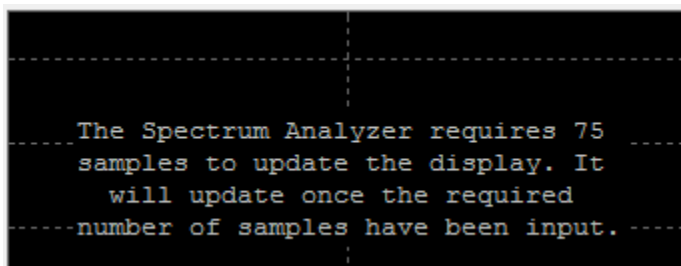 The Spectrum Analyzer requires 75
samples to update the display. It
will update once the required
number of samples have been input.